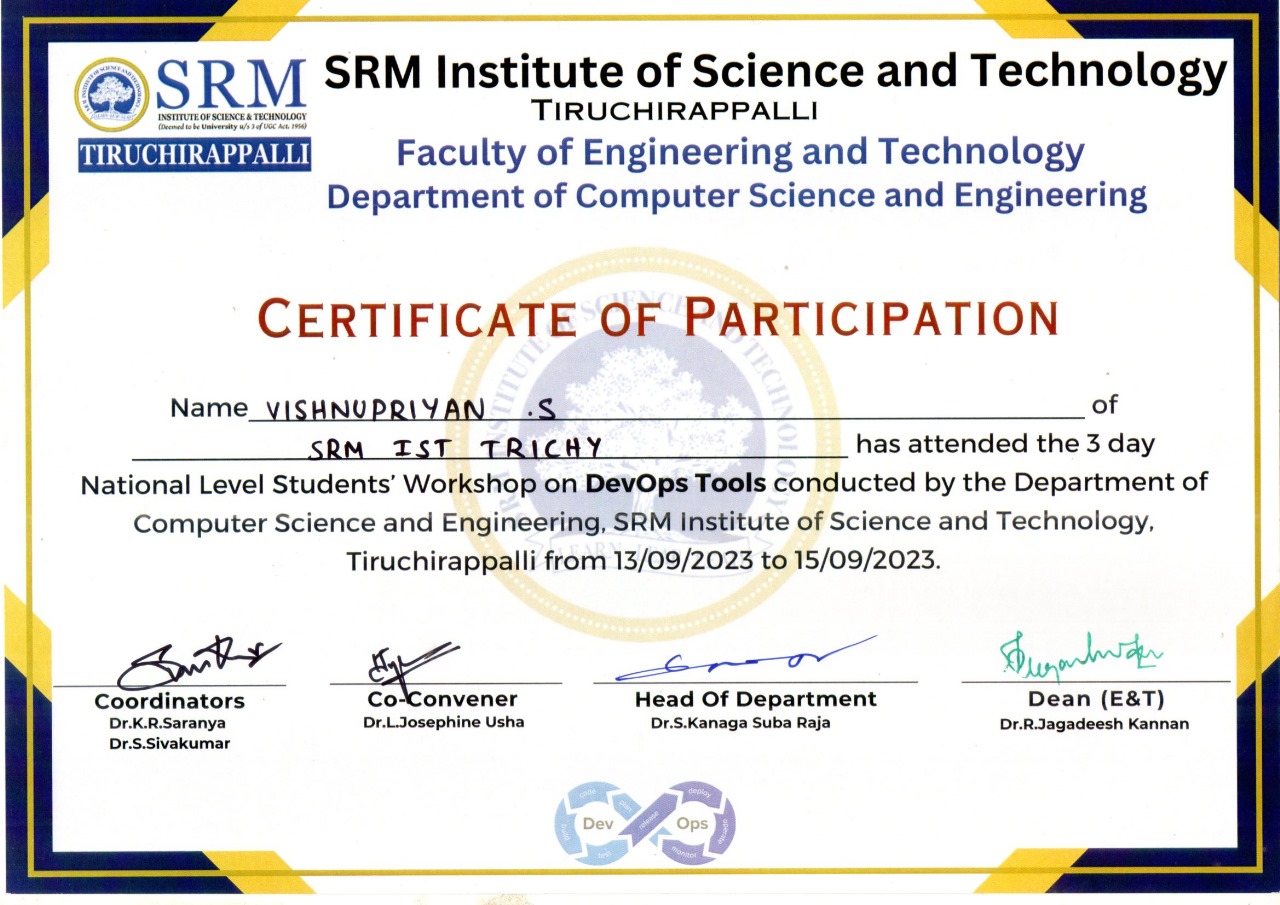 SRM
INSTITUTE OF SCIENCE & TECHNOLOGY
(Deemed to be University u/s 3 of UGC Act, 1956)
TIRUCHIRAPPALLI
SRM Institute of Science and Technology
TIRUCHIRAPPALLI
Faculty of Engineering and Technology
Department of Computer Science and Engineering
CERTIFICATE OF PARTICIPATION
Name VISHNUPRIYAN .S of
SRM IST TRICHY has attended the 3 day
National Level Students' Workshop on DevOps Tools conducted by the Department of
Computer Science and Engineering, SRM Institute of Science and Technology,
Tiruchirappalli from 13/09/2023 to 15/09/2023.
Coordinators
Dr.K.R.Saranya
Dr.S.Sivakumar
Co-Convener
Dr.L.Josephine Usha
Head Of Department
Dr.S.Kanaga Suba Raja
Dean (E&T)
Dr.R.Jagadeesh Kannan
code plan build test Dev
release
deploy operate monitor Ops